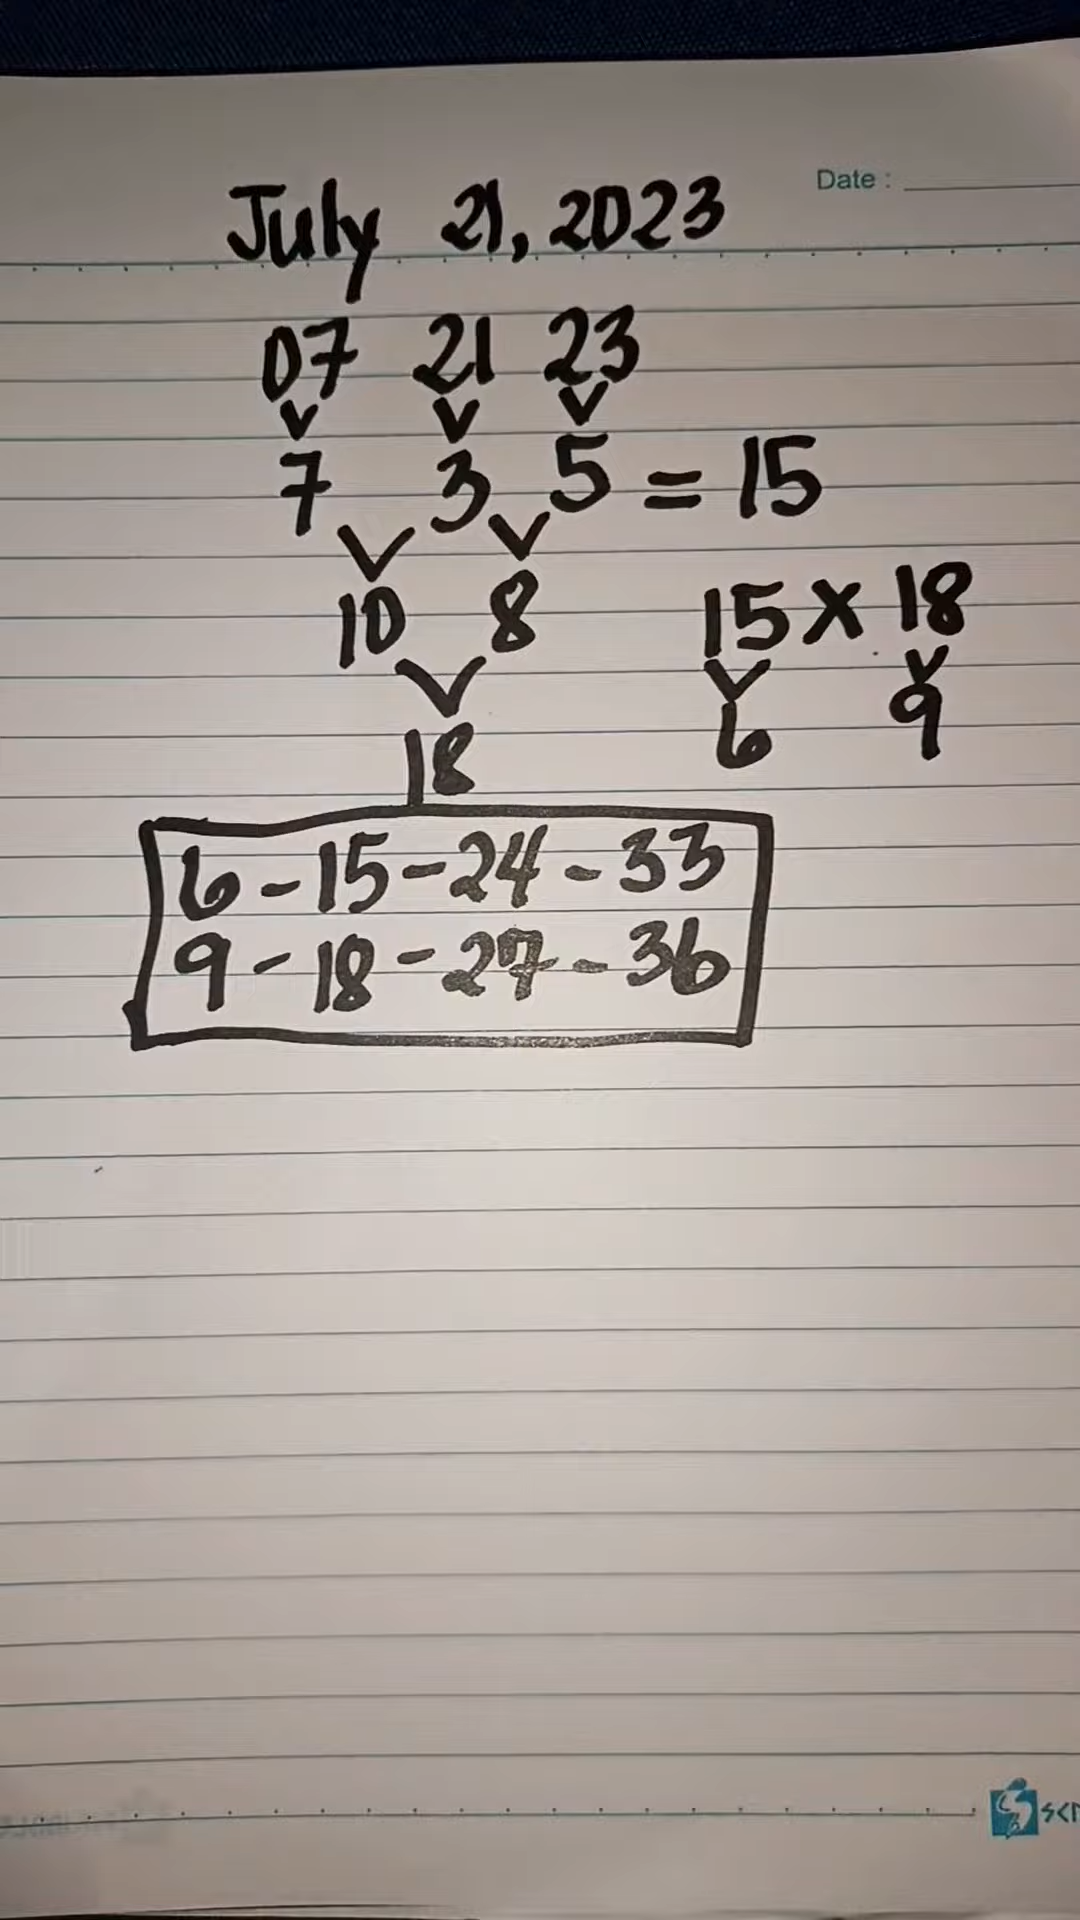 Date :
July 21, 2023
07 21 23
7 3 5 = 15
10 8
15 x 18
6 9
18
6 - 15 - 24 - 33
9 - 18 - 27 - 36